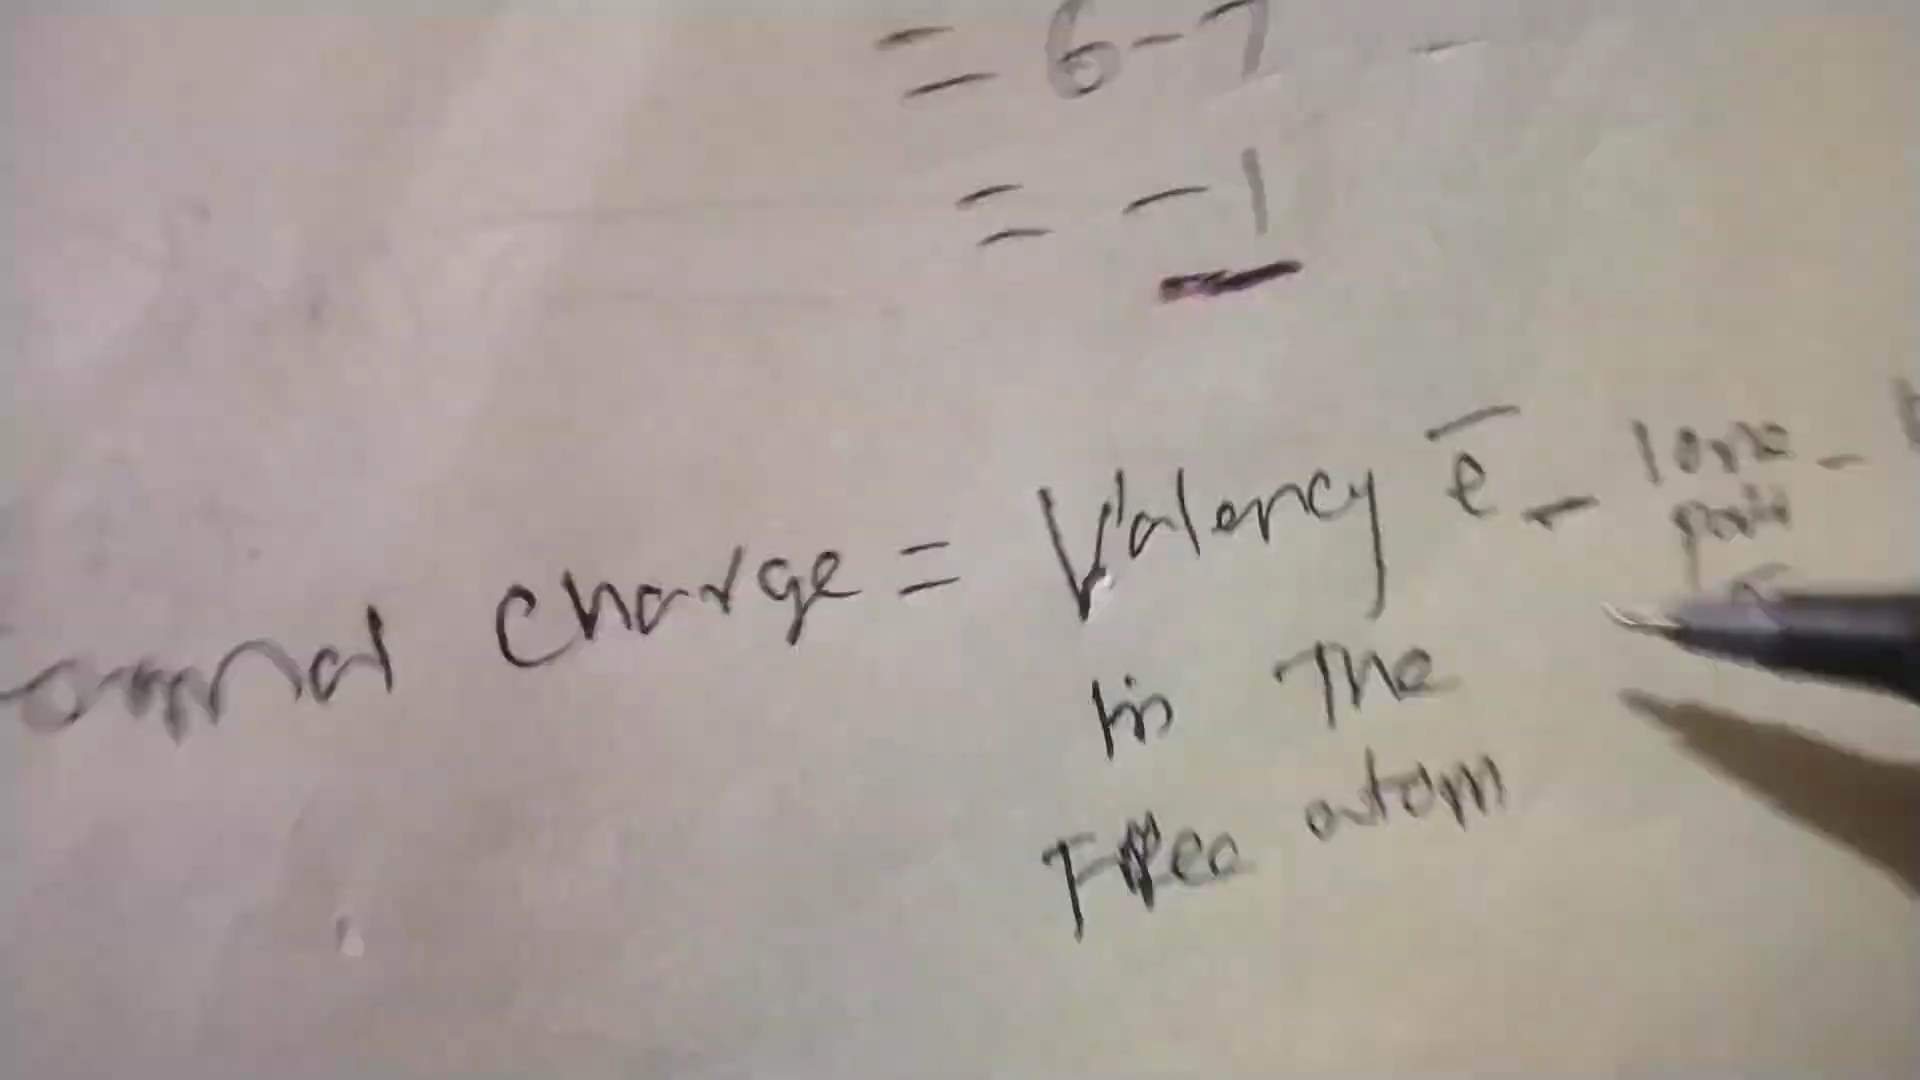 = 6-7
= -1
ormal Charge = Valency e̅ - lone -
pair
in The
Free atom